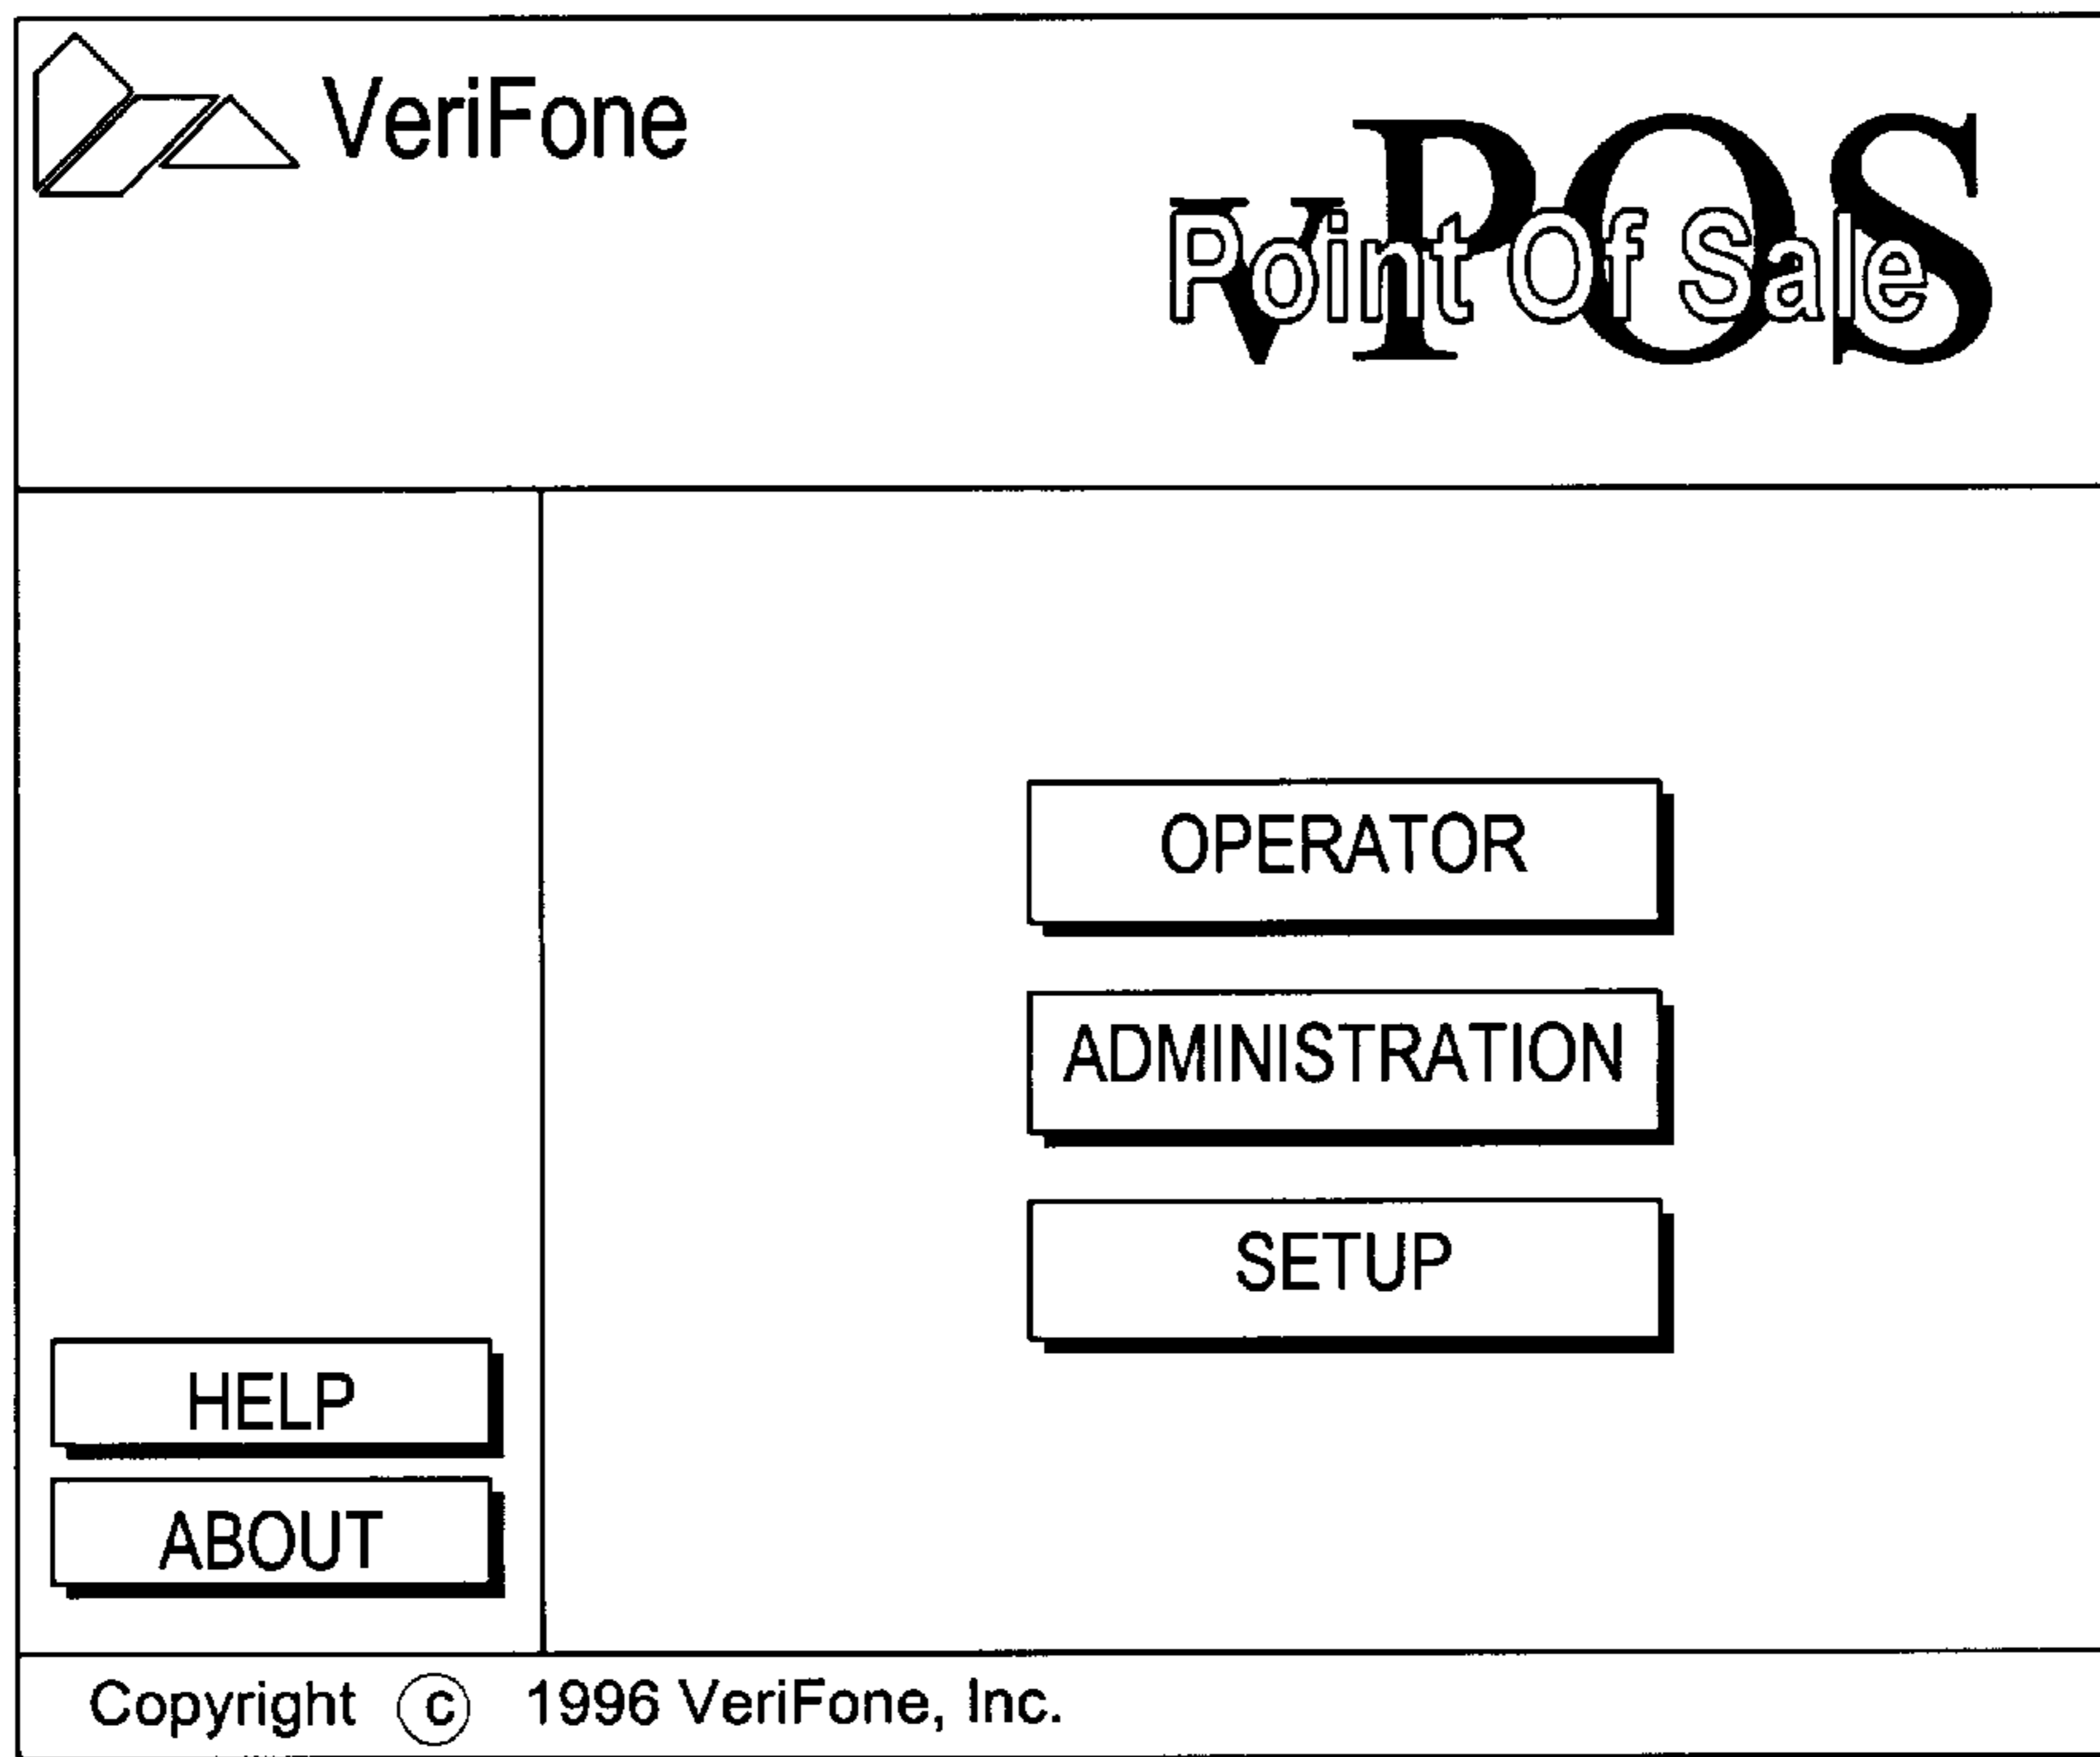 VeriFone
vPOS
Point Of Sale
OPERATOR
ADMINISTRATION
SETUP
HELP
ABOUT
Copyright © 1996 VeriFone, Inc.